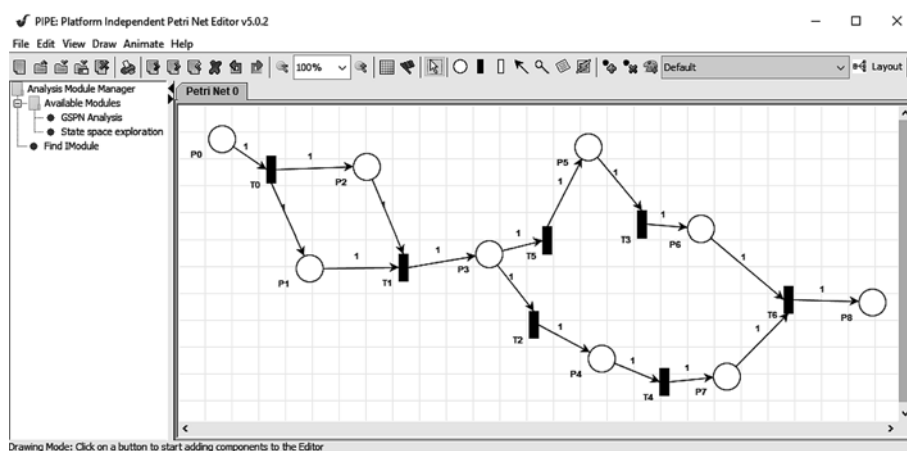 PIPE: Platform Independent Petri Net Editor v5.0.2
File Edit View Draw Animate Help
100%
Default
Layout
Analysis Module Manager
Available Modules
GSPN Analysis
State space exploration
Find IModule
Petri Net 0
P0
1
T0
1
P2
1
1
P1
1
T1
1
P3
1
T5
1
P5
1
T3
1
P6
1
1
T2
1
P4
1
T4
1
P7
1
T6
1
P8
Drawing Mode: Click on a button to start adding components to the Editor